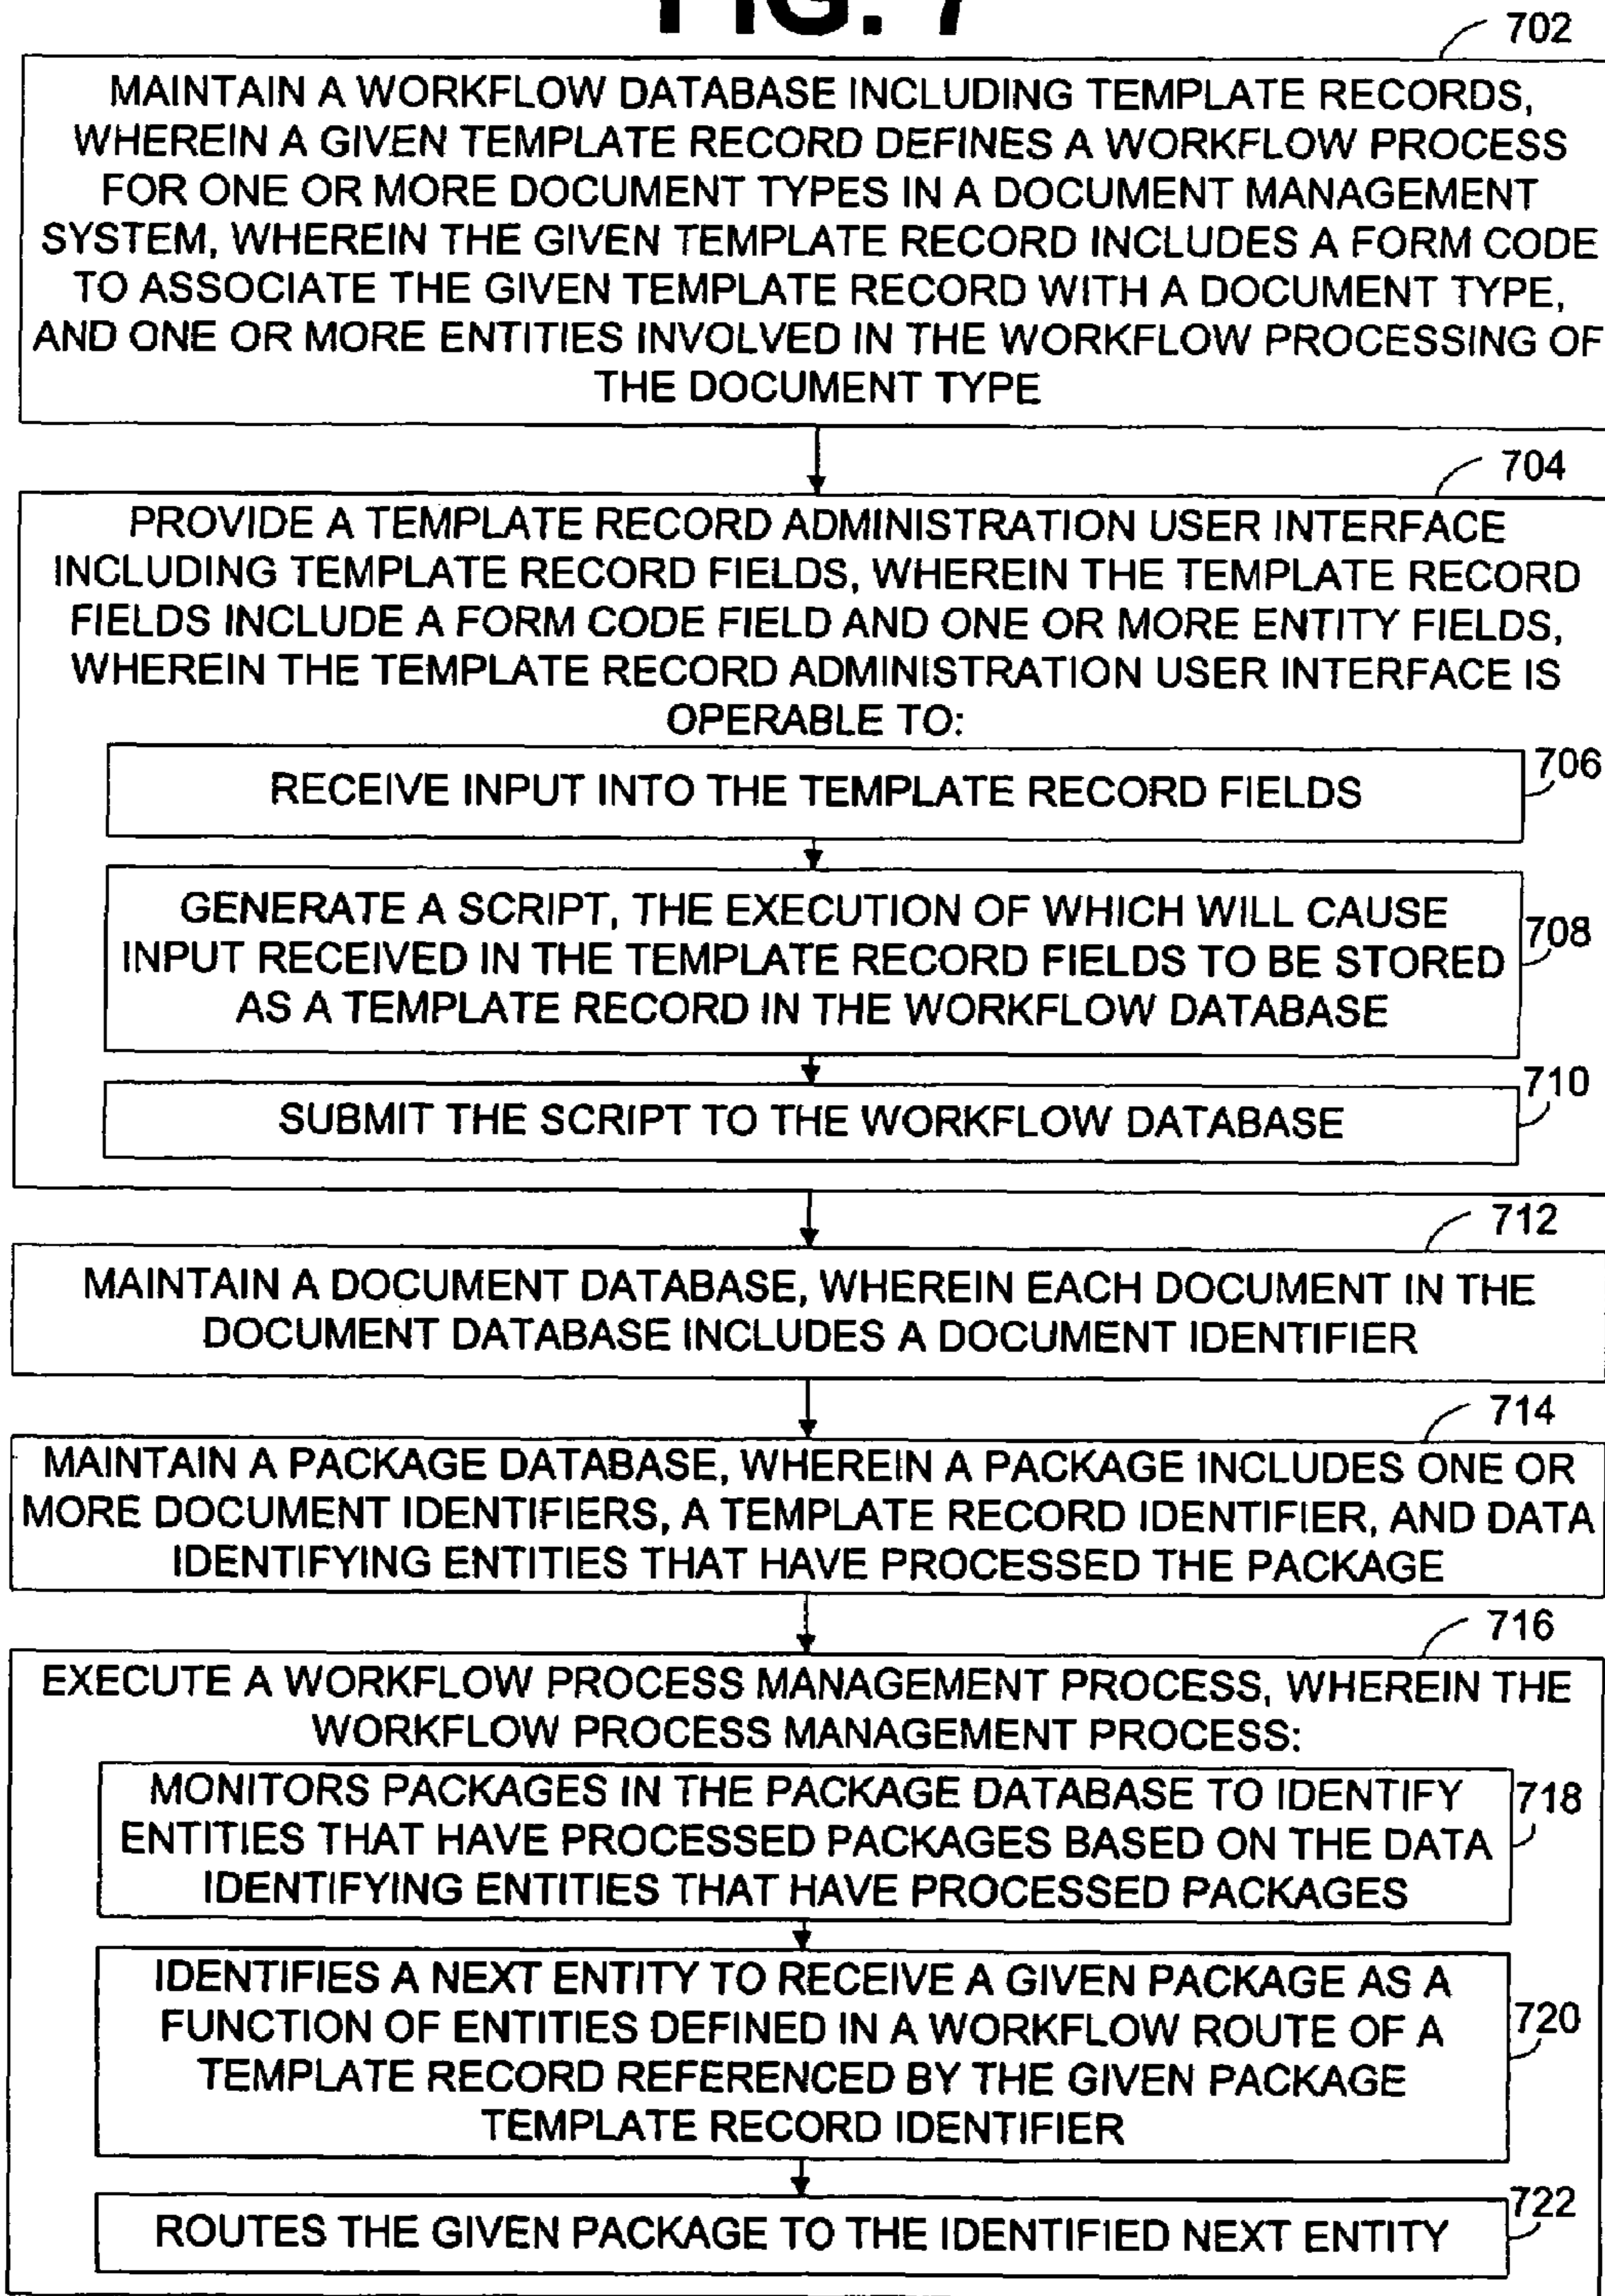 FIG. 7
702
MAINTAIN A WORKFLOW DATABASE INCLUDING TEMPLATE RECORDS,
WHEREIN A GIVEN TEMPLATE RECORD DEFINES A WORKFLOW PROCESS
FOR ONE OR MORE DOCUMENT TYPES IN A DOCUMENT MANAGEMENT
SYSTEM, WHEREIN THE GIVEN TEMPLATE RECORD INCLUDES A FORM CODE
TO ASSOCIATE THE GIVEN TEMPLATE RECORD WITH A DOCUMENT TYPE,
AND ONE OR MORE ENTITIES INVOLVED IN THE WORKFLOW PROCESSING OF
THE DOCUMENT TYPE
704
PROVIDE A TEMPLATE RECORD ADMINISTRATION USER INTERFACE
INCLUDING TEMPLATE RECORD FIELDS, WHEREIN THE TEMPLATE RECORD
FIELDS INCLUDE A FORM CODE FIELD AND ONE OR MORE ENTITY FIELDS,
WHEREIN THE TEMPLATE RECORD ADMINISTRATION USER INTERFACE IS
OPERABLE TO:
706
RECEIVE INPUT INTO THE TEMPLATE RECORD FIELDS
GENERATE A SCRIPT, THE EXECUTION OF WHICH WILL CAUSE
708
INPUT RECEIVED IN THE TEMPLATE RECORD FIELDS TO BE STORED
AS A TEMPLATE RECORD IN THE WORKFLOW DATABASE
710
SUBMIT THE SCRIPT TO THE WORKFLOW DATABASE
712
MAINTAIN A DOCUMENT DATABASE, WHEREIN EACH DOCUMENT IN THE
DOCUMENT DATABASE INCLUDES A DOCUMENT IDENTIFIER
714
MAINTAIN A PACKAGE DATABASE, WHEREIN A PACKAGE INCLUDES ONE OR
MORE DOCUMENT IDENTIFIERS, A TEMPLATE RECORD IDENTIFIER, AND DATA
IDENTIFYING ENTITIES THAT HAVE PROCESSED THE PACKAGE
716
EXECUTE A WORKFLOW PROCESS MANAGEMENT PROCESS, WHEREIN THE
WORKFLOW PROCESS MANAGEMENT PROCESS:
MONITORS PACKAGES IN THE PACKAGE DATABASE TO IDENTIFY
718
ENTITIES THAT HAVE PROCESSED PACKAGES BASED ON THE DATA
IDENTIFYING ENTITIES THAT HAVE PROCESSED PACKAGES
IDENTIFIES A NEXT ENTITY TO RECEIVE A GIVEN PACKAGE AS A
FUNCTION OF ENTITIES DEFINED IN A WORKFLOW ROUTE OF A
720
TEMPLATE RECORD REFERENCED BY THE GIVEN PACKAGE
TEMPLATE RECORD IDENTIFIER
722
ROUTES THE GIVEN PACKAGE TO THE IDENTIFIED NEXT ENTITY